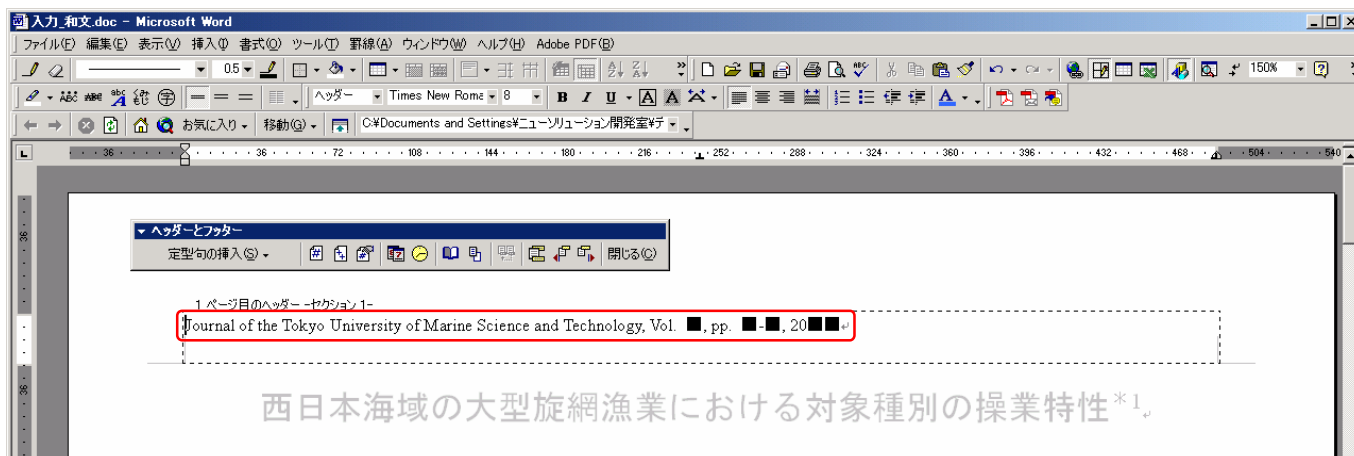 入力_和文.doc - Microsoft Word
ファイル(F) 編集(E) 表示(V) 挿入(I) 書式(O) ツール(T) 罫線(A) ウィンドウ(W) ヘルプ(H) Adobe PDF(B)
0.5 150%
ヘッダー Times New Roma 8 B I U A A A
お気に入り 移動(G) C:¥Documents and Settings¥ニューソリューション開発室¥デ
L 36 36 72 108 144 180 216 252 288 324 360 396 432 468 504 540
ヘッダーとフッター
36
定型句の挿入(S) 閉じる(C)
1 ページ目のヘッダー -セクション 1-
Journal of the Tokyo University of Marine Science and Technology, Vol. ■, pp. ■-■, 20■■
36
西日本海域の大型旋網漁業における対象種別の操業特性*1